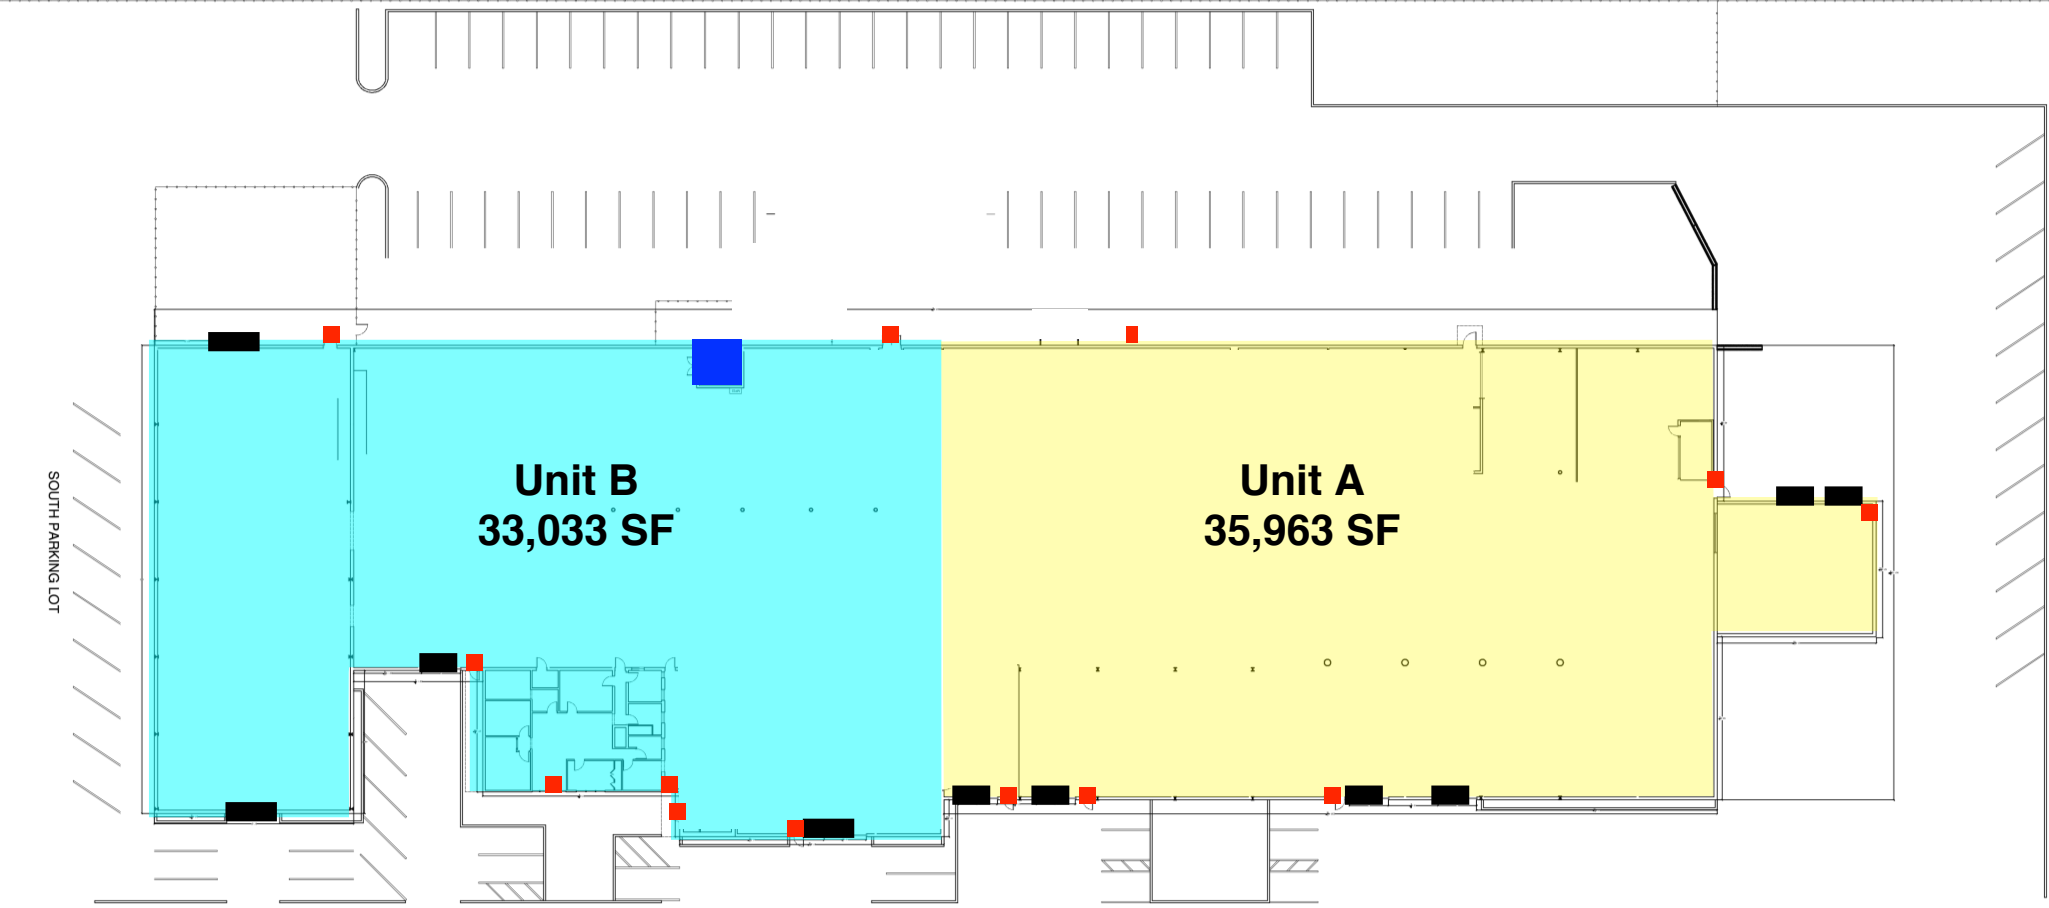 Unit B
33,033 SF
Unit A
35,963 SF
SOUTH PARKING LOT